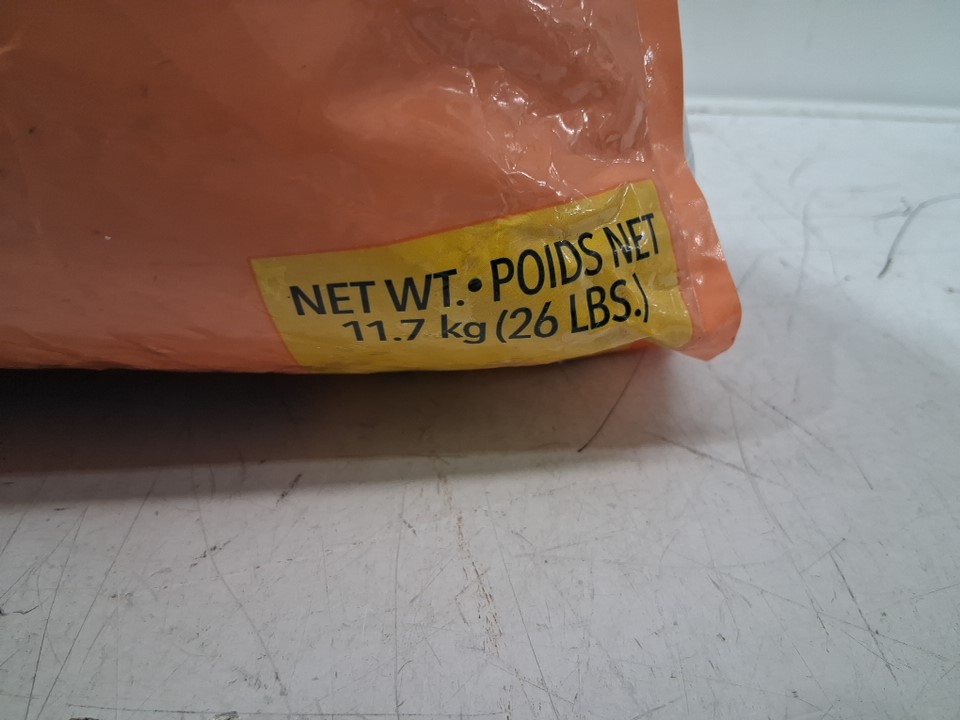 NET WT.•POIDS NET
11.7 kg (26 LBS.)